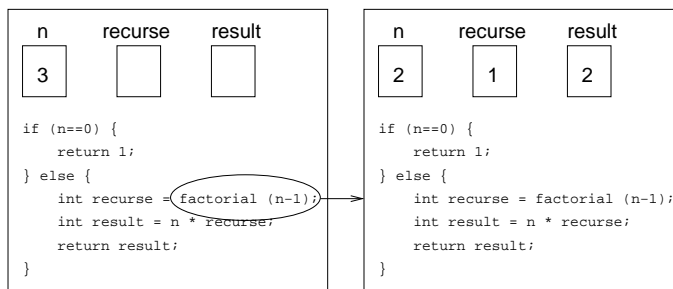 n recurse result
3
if (n==0) {
return 1;
} else {
int recurse = factorial (n-1);
int result = n * recurse;
return result;
}
n recurse result
2 1 2
if (n==0) {
return 1;
} else {
int recurse = factorial (n-1);
int result = n * recurse;
return result;
}